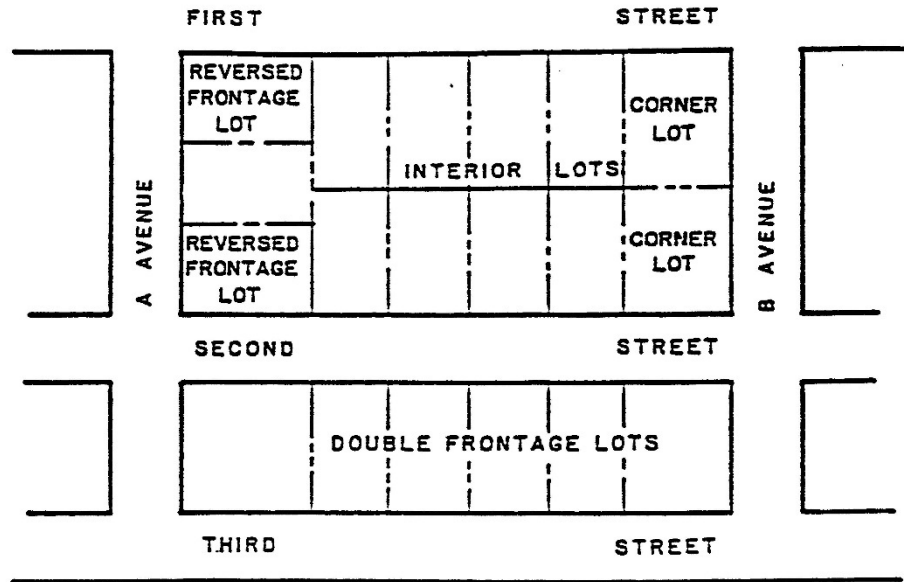 FIRST STREET
REVERSED
FRONTAGE
LOT
CORNER
LOT
INTERIOR LOTS
A AVENUE
B AVENUE
REVERSED
FRONTAGE
LOT
CORNER
LOT
SECOND STREET
DOUBLE FRONTAGE LOTS
THIRD STREET